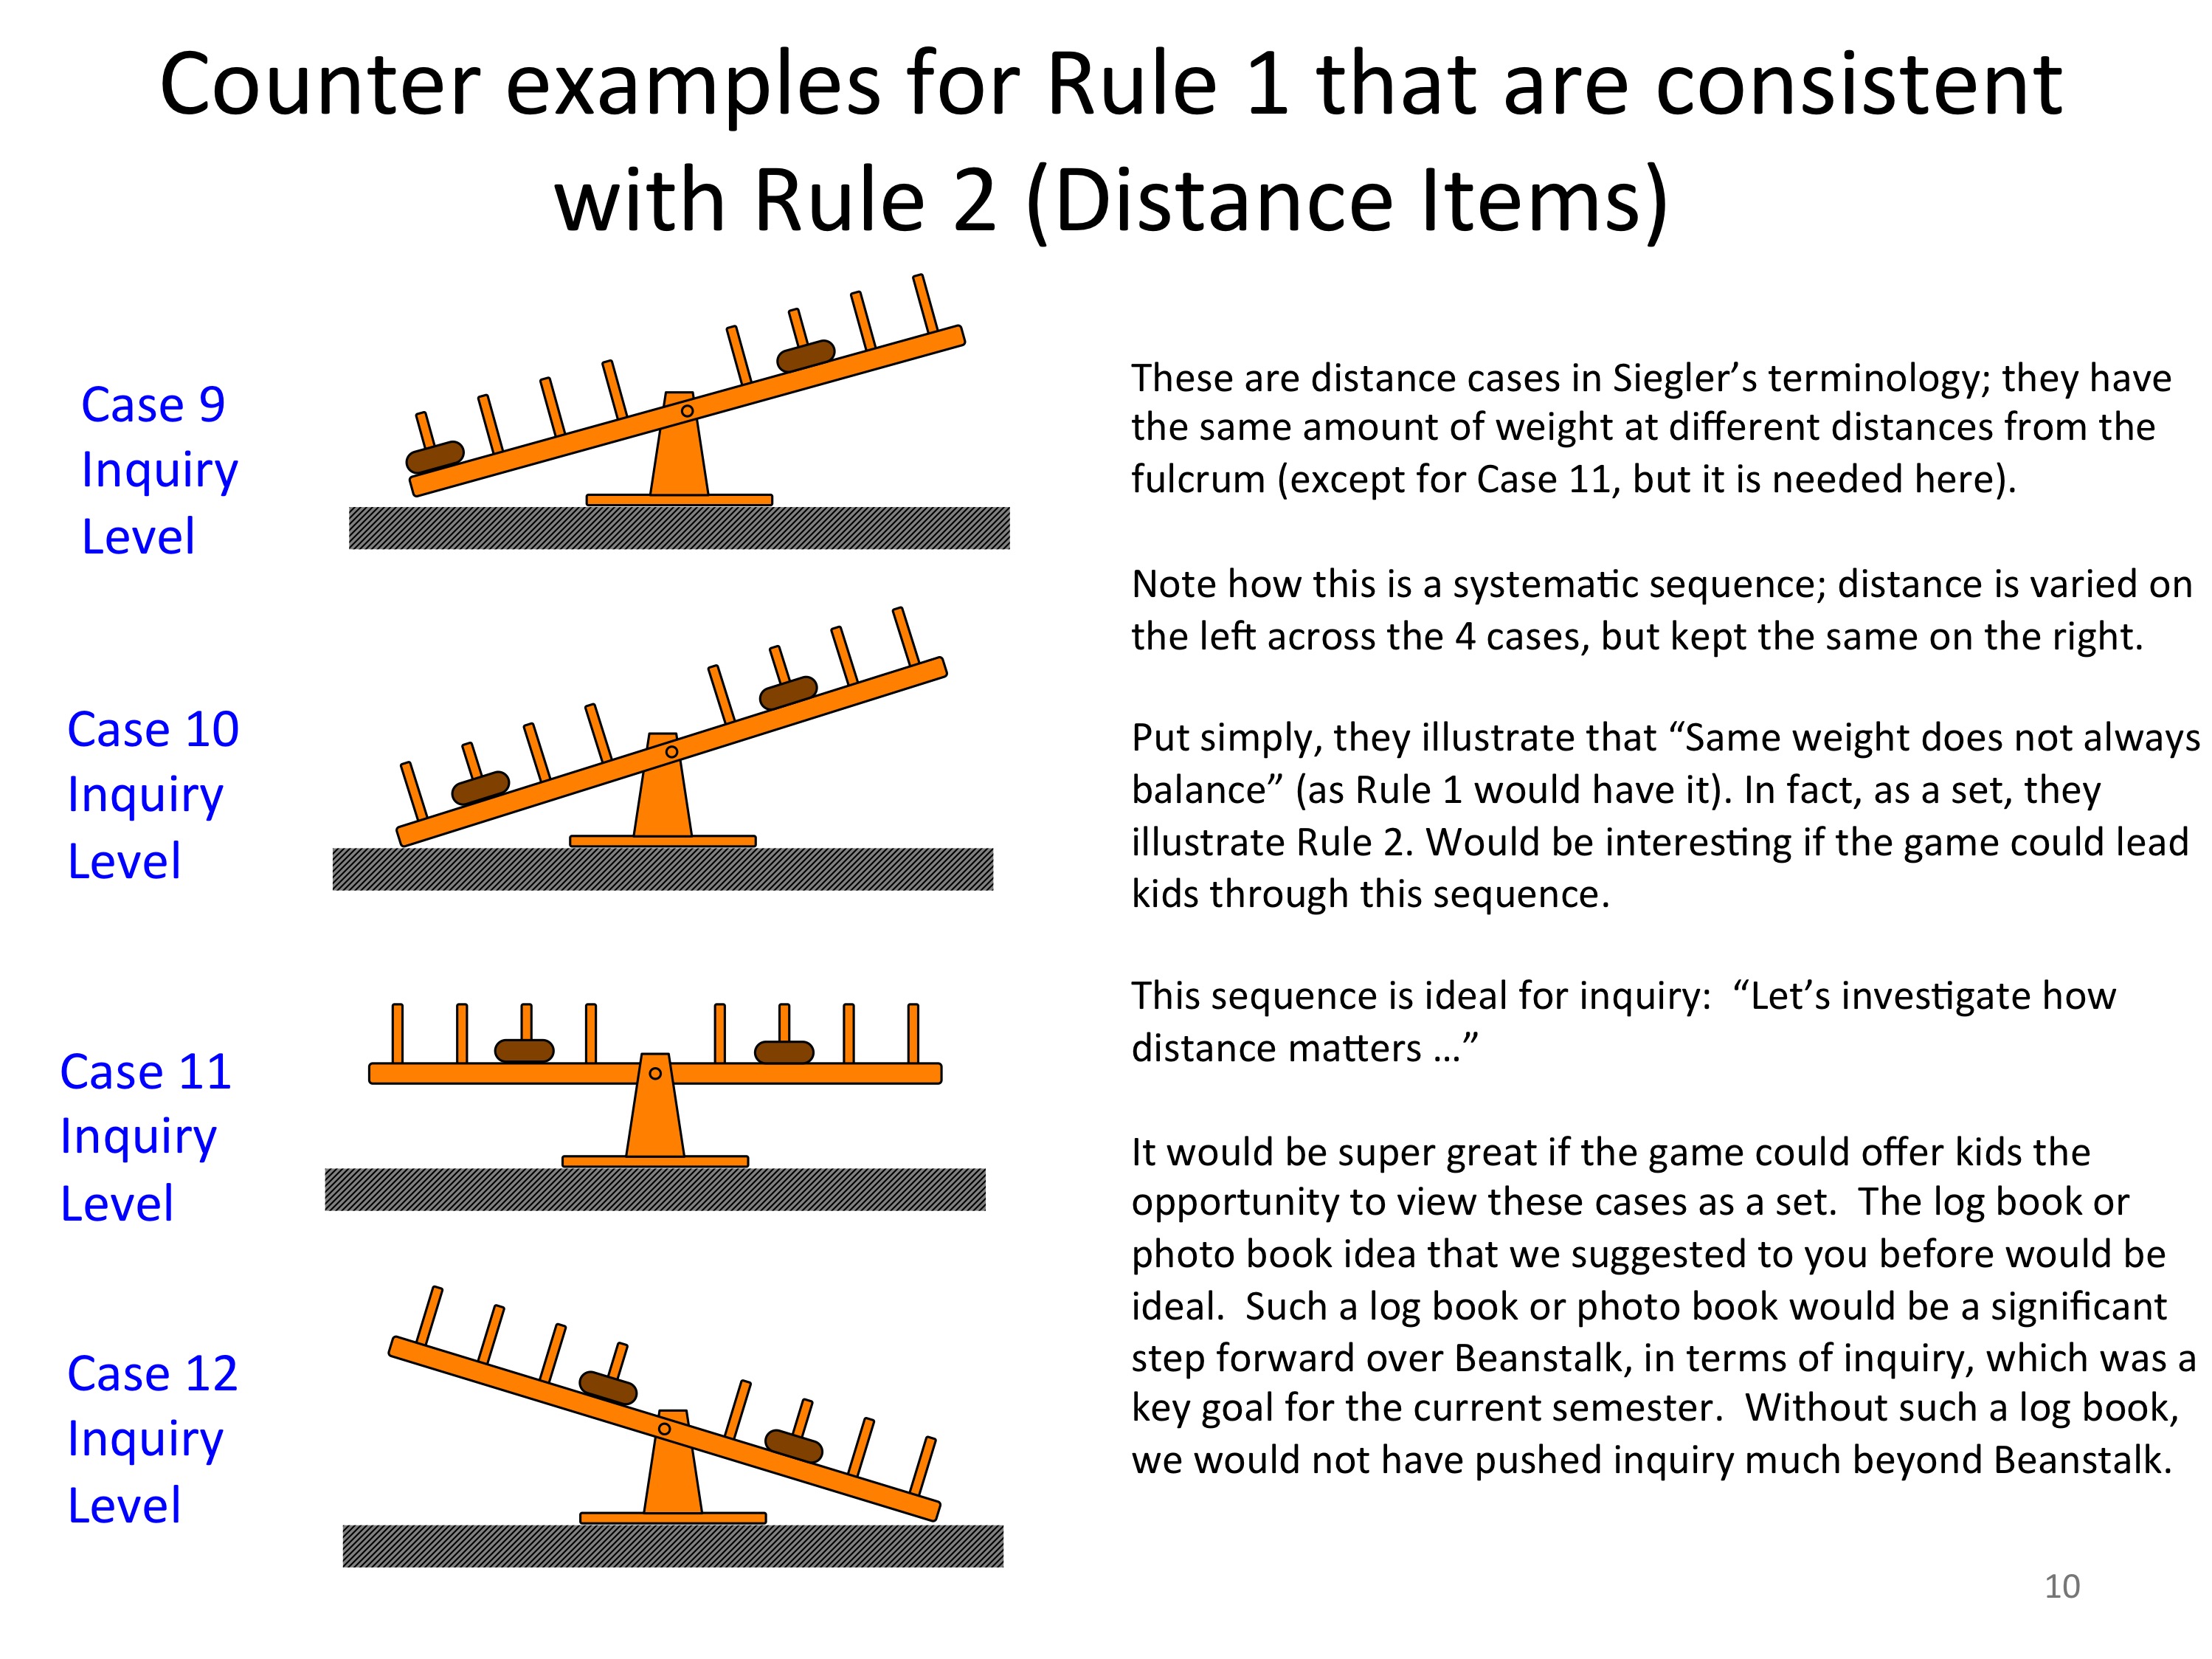 Counter examples for Rule 1 that are consistent
with Rule 2 (Distance Items)
Case 9
Inquiry
Level
Case 10
Inquiry
Level
Case 11
Inquiry
Level
Case 12
Inquiry
Level
These are distance cases in Siegler’s terminology; they have
the same amount of weight at different distances from the
fulcrum (except for Case 11, but it is needed here).
Note how this is a systematic sequence; distance is varied on
the left across the 4 cases, but kept the same on the right.
Put simply, they illustrate that “Same weight does not always
balance” (as Rule 1 would have it). In fact, as a set, they
illustrate Rule 2. Would be interesting if the game could lead
kids through this sequence.
This sequence is ideal for inquiry:  “Let’s investigate how
distance matters …”
It would be super great if the game could offer kids the
opportunity to view these cases as a set.  The log book or
photo book idea that we suggested to you before would be
ideal.  Such a log book or photo book would be a significant
step forward over Beanstalk, in terms of inquiry, which was a
key goal for the current semester.  Without such a log book,
we would not have pushed inquiry much beyond Beanstalk.
10